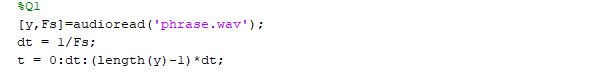 %Q1
[y,Fs]=audioread('phrase.wav');
dt = 1/Fs;
t = 0:dt:(length(y)-1)*dt;